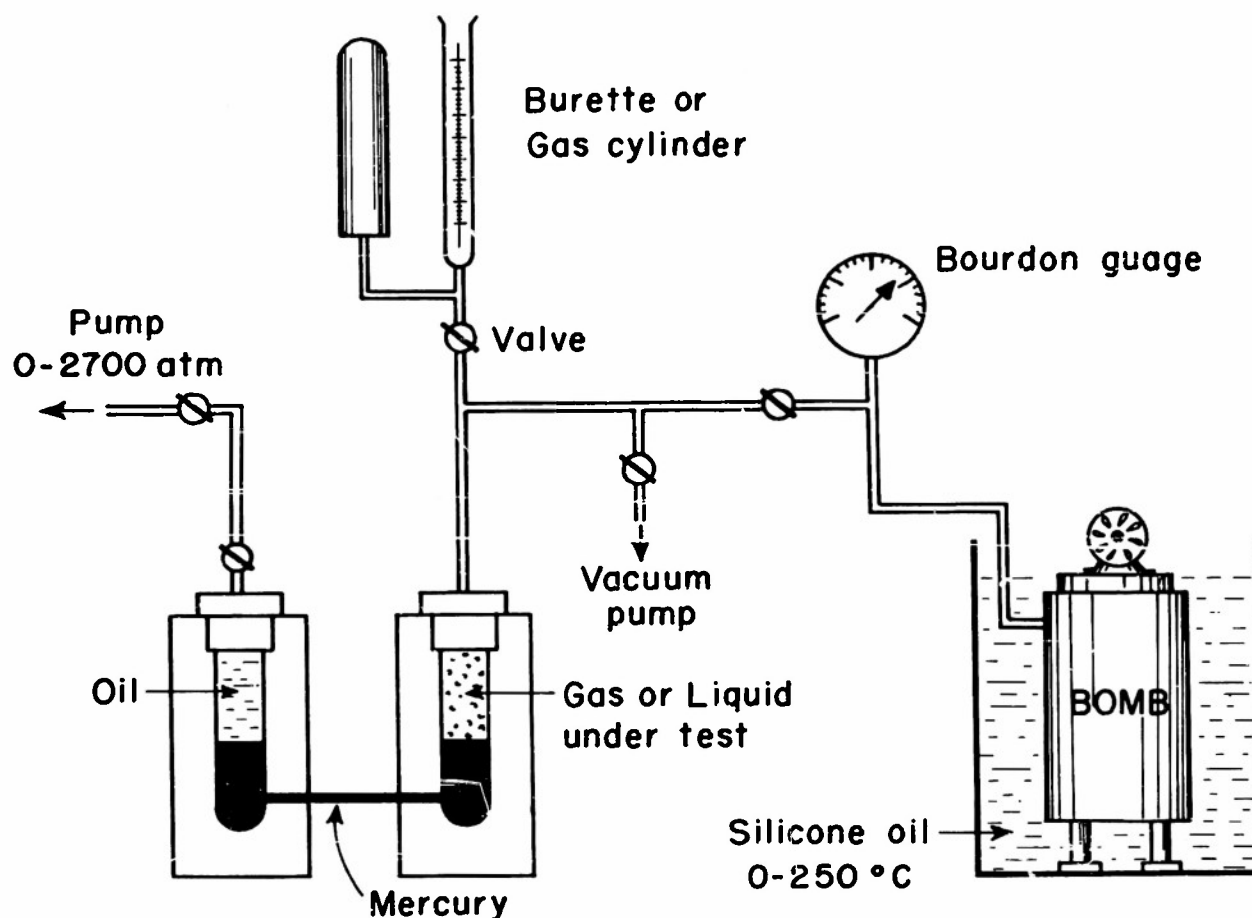 Burette or
Gas cylinder
Bourdon guage
Pump
0-2700 atm
Valve
Vacuum
pump
Oil
Gas or Liquid
under test
BOMB
Silicone oil
0-250 °C
Mercury